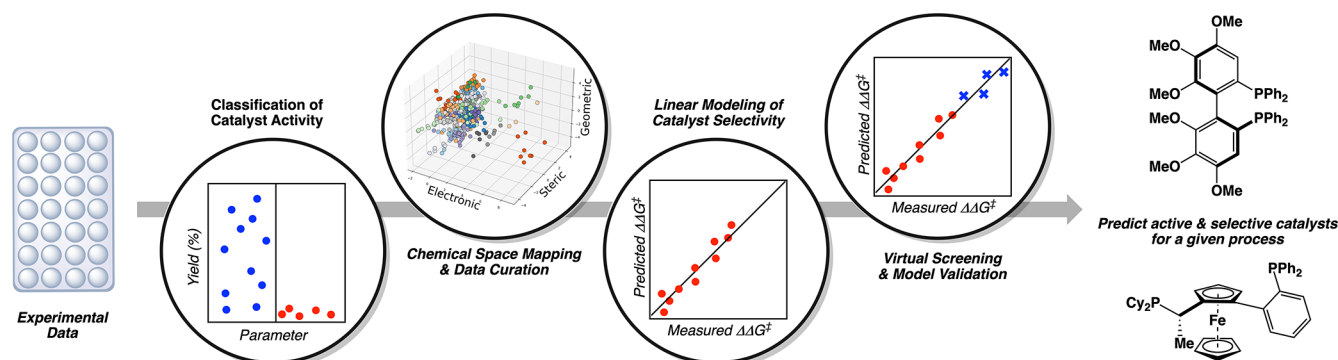 Experimental
Data
Classification of
Catalyst Activity
Yield (%)
Parameter
Electronic
Steric
Geometric
Chemical Space Mapping
& Data Curation
Linear Modeling of
Catalyst Selectivity
Predicted ΔΔG‡
Measured ΔΔG‡
Predicted ΔΔG‡
Measured ΔΔG‡
Virtual Screening
& Model Validation
OMe
MeO
MeO
MeO
PPh2
MeO
PPh2
MeO
MeO
OMe
Predict active & selective catalysts
for a given process
PPh2
Cy2P
Fe
Me